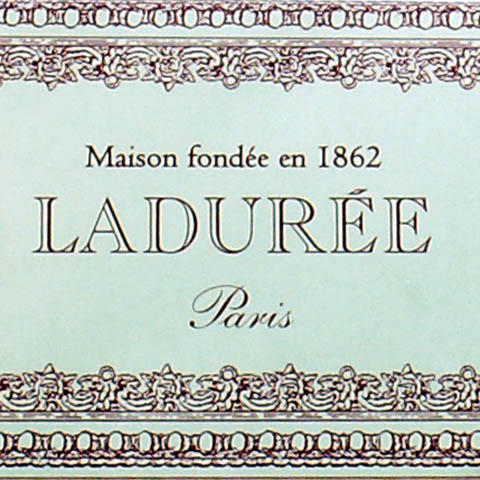 Maison fondée en 1862
LADURÉE
Paris